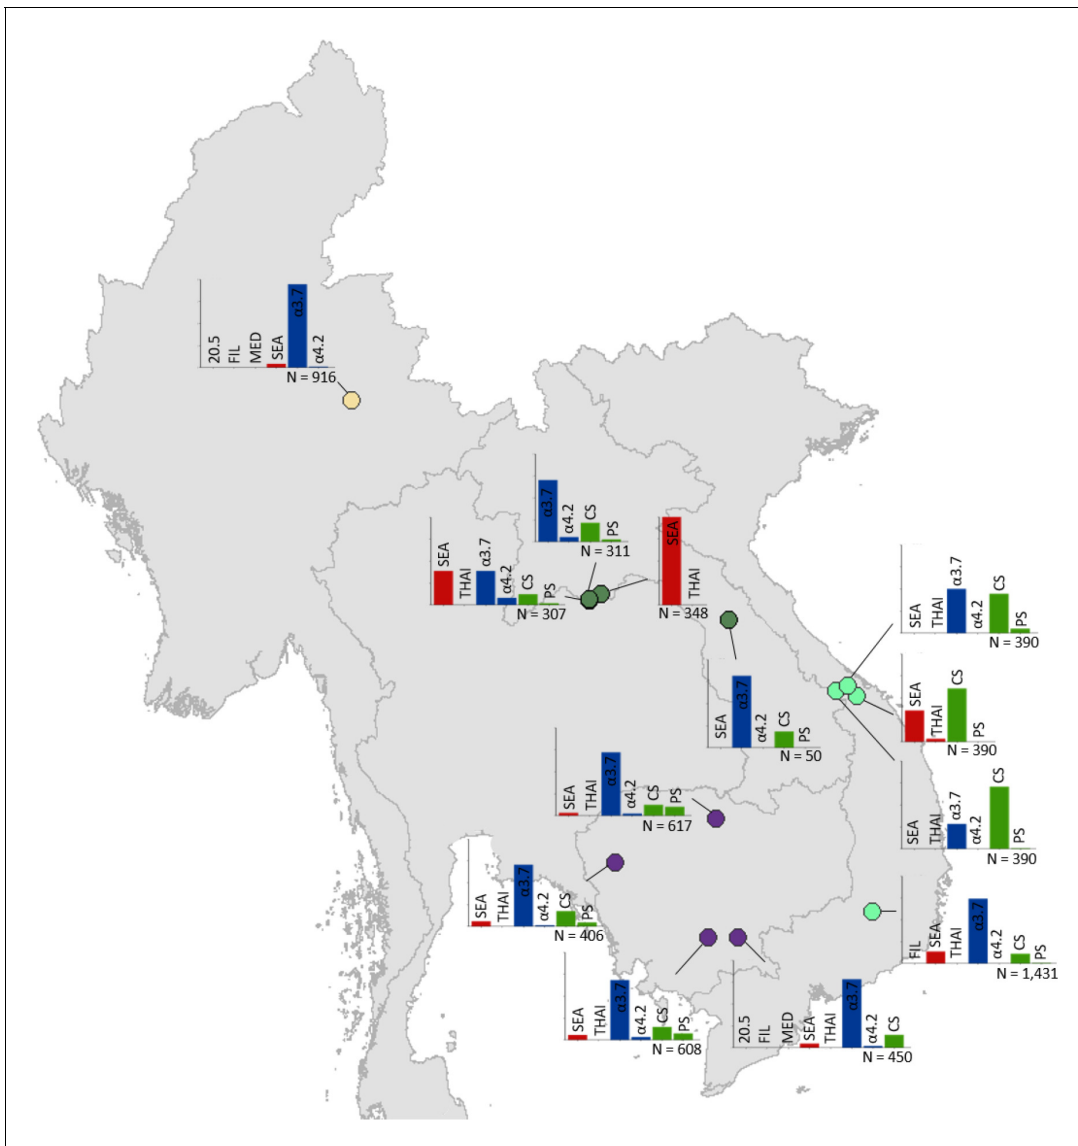 20.5
FIL
MED
SEA
α3.7
α4.2
N = 916
α3.7
α4.2
CS
PS
N = 311
SEA
THAI
α3.7
α4.2
CS
PS
N = 307
SEA
THAI
N = 348
SEA
THAI
α3.7
α4.2
CS
PS
N = 390
SEA
THAI
CS
PS
N = 390
SEA
α3.7
α4.2
CS
PS
N = 50
SEA
THAI
α3.7
α4.2
CS
PS
N = 617
SEA
THAI
α3.7
α4.2
CS
PS
N = 390
SEA
THAI
α3.7
α4.2
CS
PS
N = 406
FIL
SEA
THAI
α3.7
α4.2
CS
PS
N = 1,431
SEA
THAI
α3.7
α4.2
CS
PS
N = 608
20.5
FIL
MED
SEA
THAI
α3.7
α4.2
CS
N = 450